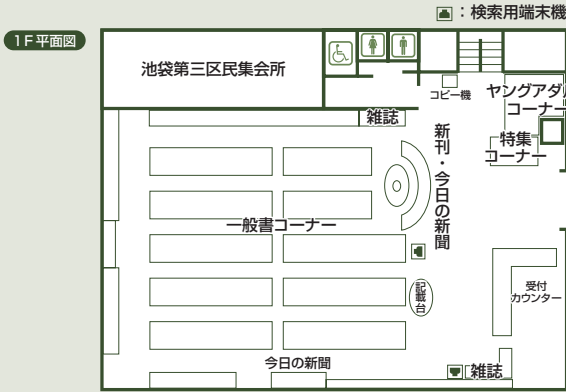 ：検索用端末機
1F平面図
池袋第三区民集会所
コピー機
ヤングアダル
コーナー
雑誌
特集
コーナー
新刊・今日の新聞
一般書コーナー
記載台
受付
カウンター
今日の新聞
雑誌